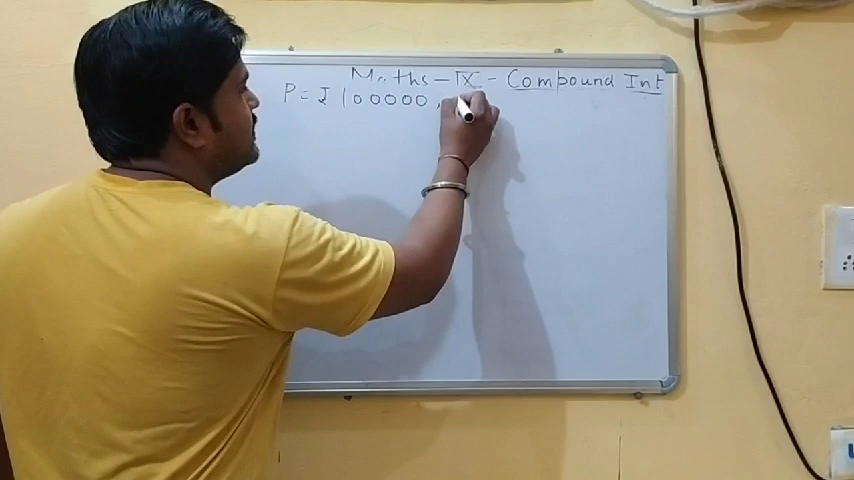 Maths - IX - Compound Int
P = ₹ 100000